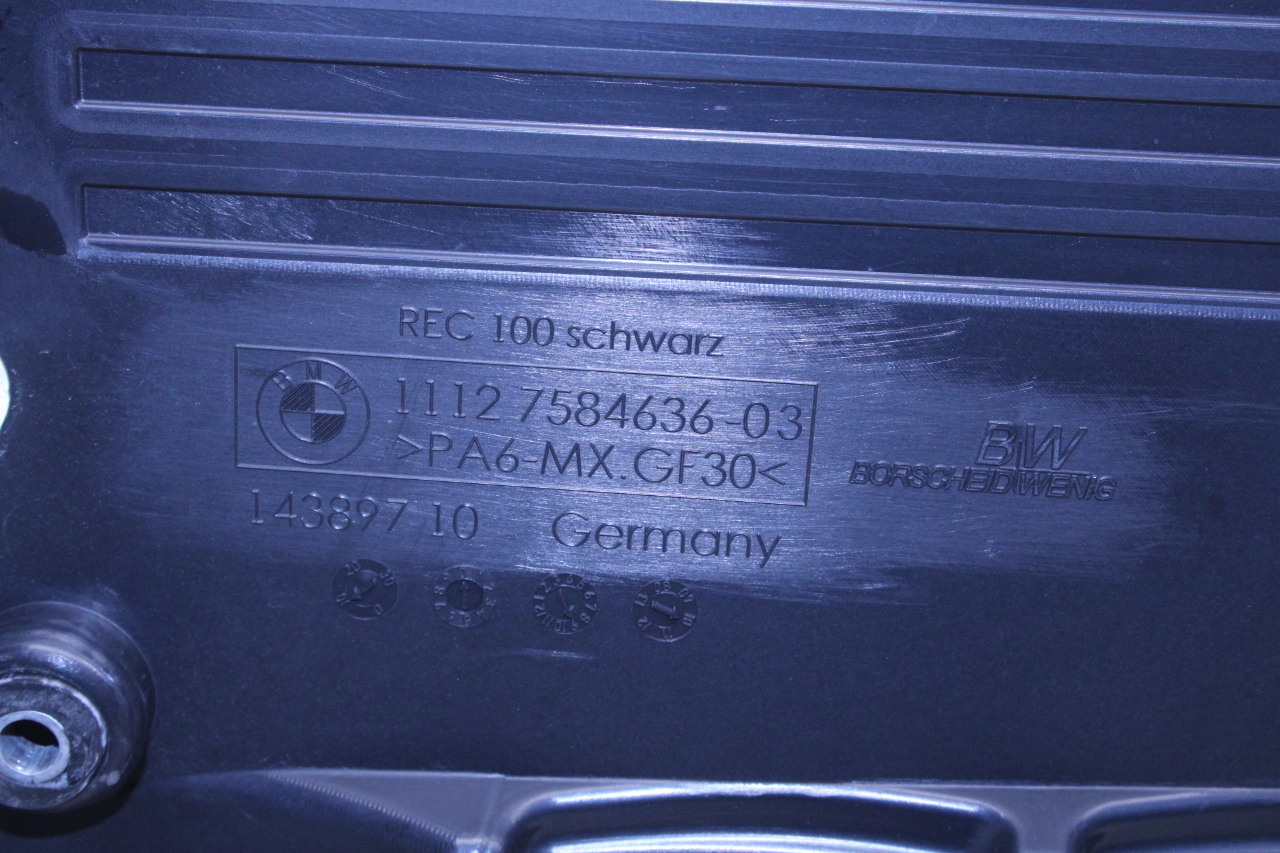 REC 100 schwarz
BMW
1112 7584636-03
>PA6-MX.GF30<
BW
BORSCHEID WENIG
143897 10
Germany